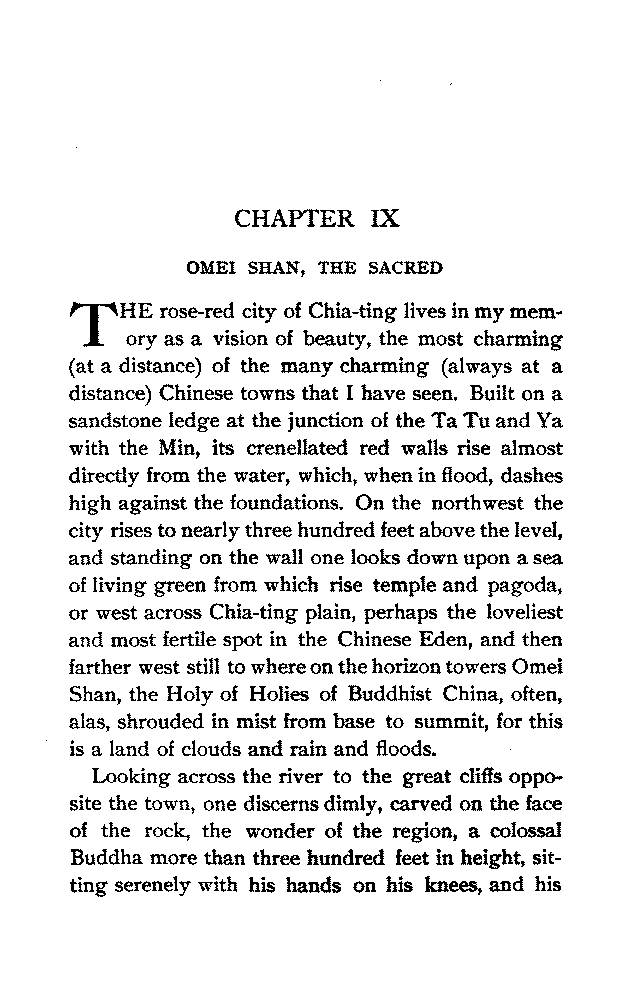 CHAPTER IX
OMEI SHAN, THE SACRED
THE rose-red city of Chia-ting lives in my mem-
ory as a vision of beauty, the most charming
(at a distance) of the many charming (always at a
distance) Chinese towns that I have seen. Built on a
sandstone ledge at the junction of the Ta Tu and Ya
with the Min, its crenellated red walls rise almost
directly from the water, which, when in flood, dashes
high against the foundations. On the northwest the
city rises to nearly three hundred feet above the level,
and standing on the wall one looks down upon a sea
of living green from which rise temple and pagoda,
or west across Chia-ting plain, perhaps the loveliest
and most fertile spot in the Chinese Eden, and then
farther west still to where on the horizon towers Omei
Shan, the Holy of Holies of Buddhist China, often,
alas, shrouded in mist from base to summit, for this
is a land of clouds and rain and floods.
Looking across the river to the great cliffs oppo-
site the town, one discerns dimly, carved on the face
of the rock, the wonder of the region, a colossal
Buddha more than three hundred feet in height, sit-
ting serenely with his hands on his knees, and his